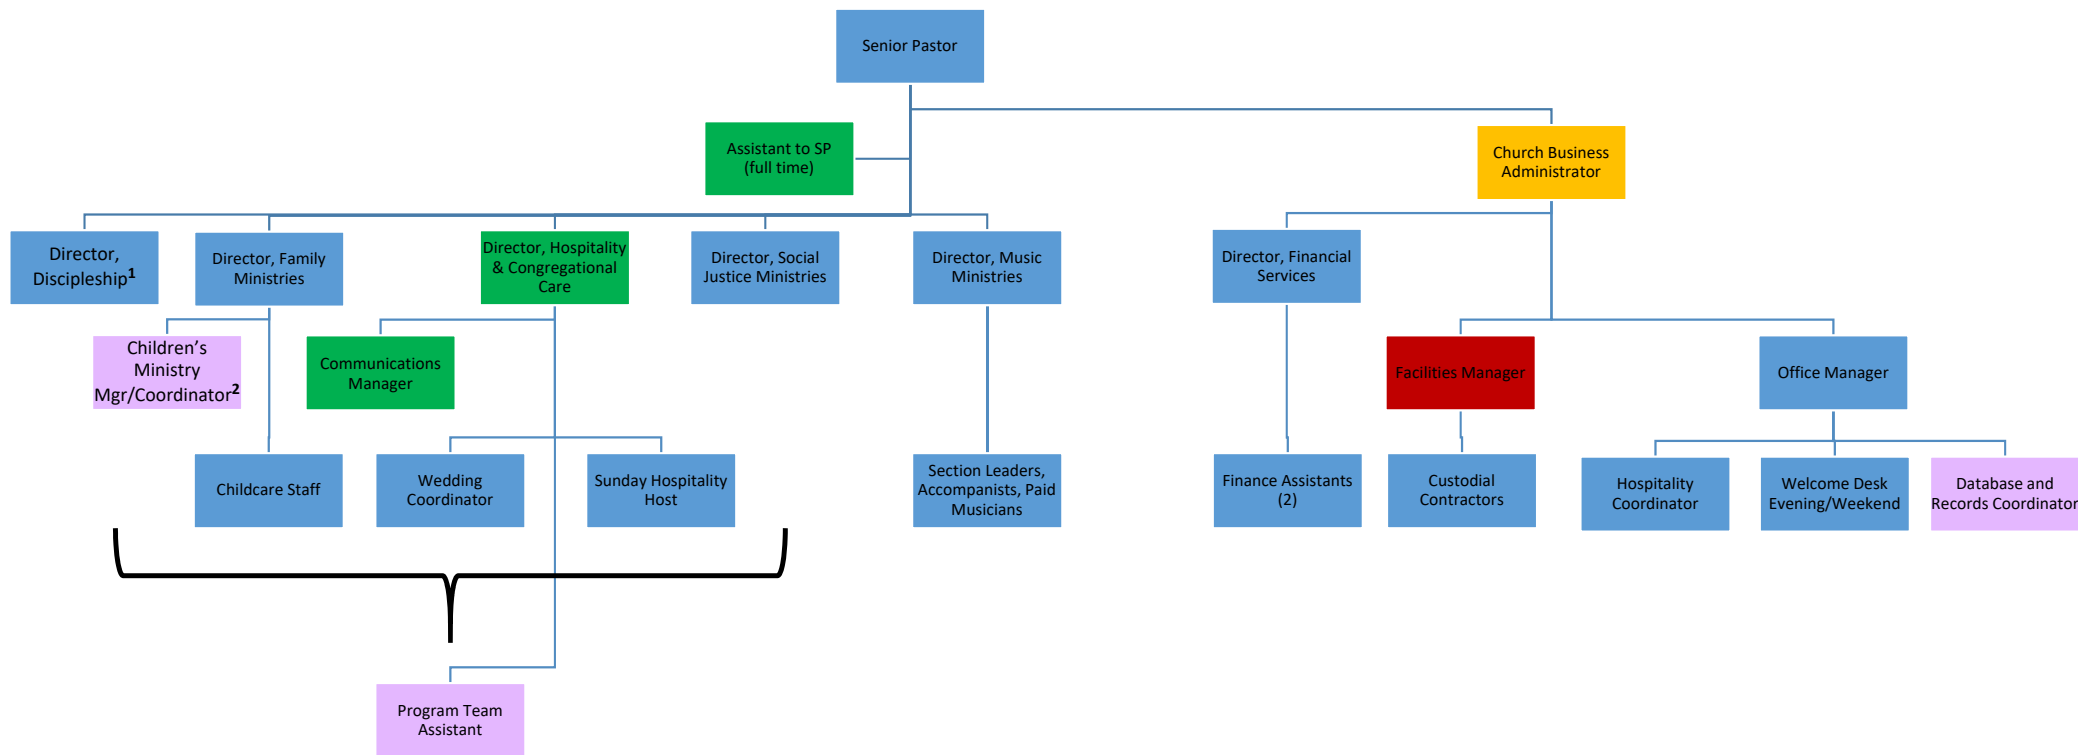 Senior Pastor
Assistant to SP
(full time)
Church Business
Administrator
Director,
Discipleship1
Director, Family
Ministries
Director, Hospitality
& Congregational
Care
Director, Social
Justice Ministries
Director, Music
Ministries
Director, Financial
Services
Children’s
Ministry
Mgr/Coordinator2
Communications
Manager
Facilities Manager
Office Manager
Childcare Staff
Wedding
Coordinator
Sunday Hospitality
Host
Section Leaders,
Accompanists, Paid
Musicians
Finance Assistants
(2)
Custodial
Contractors
Hospitality
Coordinator
Welcome Desk
Evening/Weekend
Database and
Records Coordinator
Program Team
Assistant